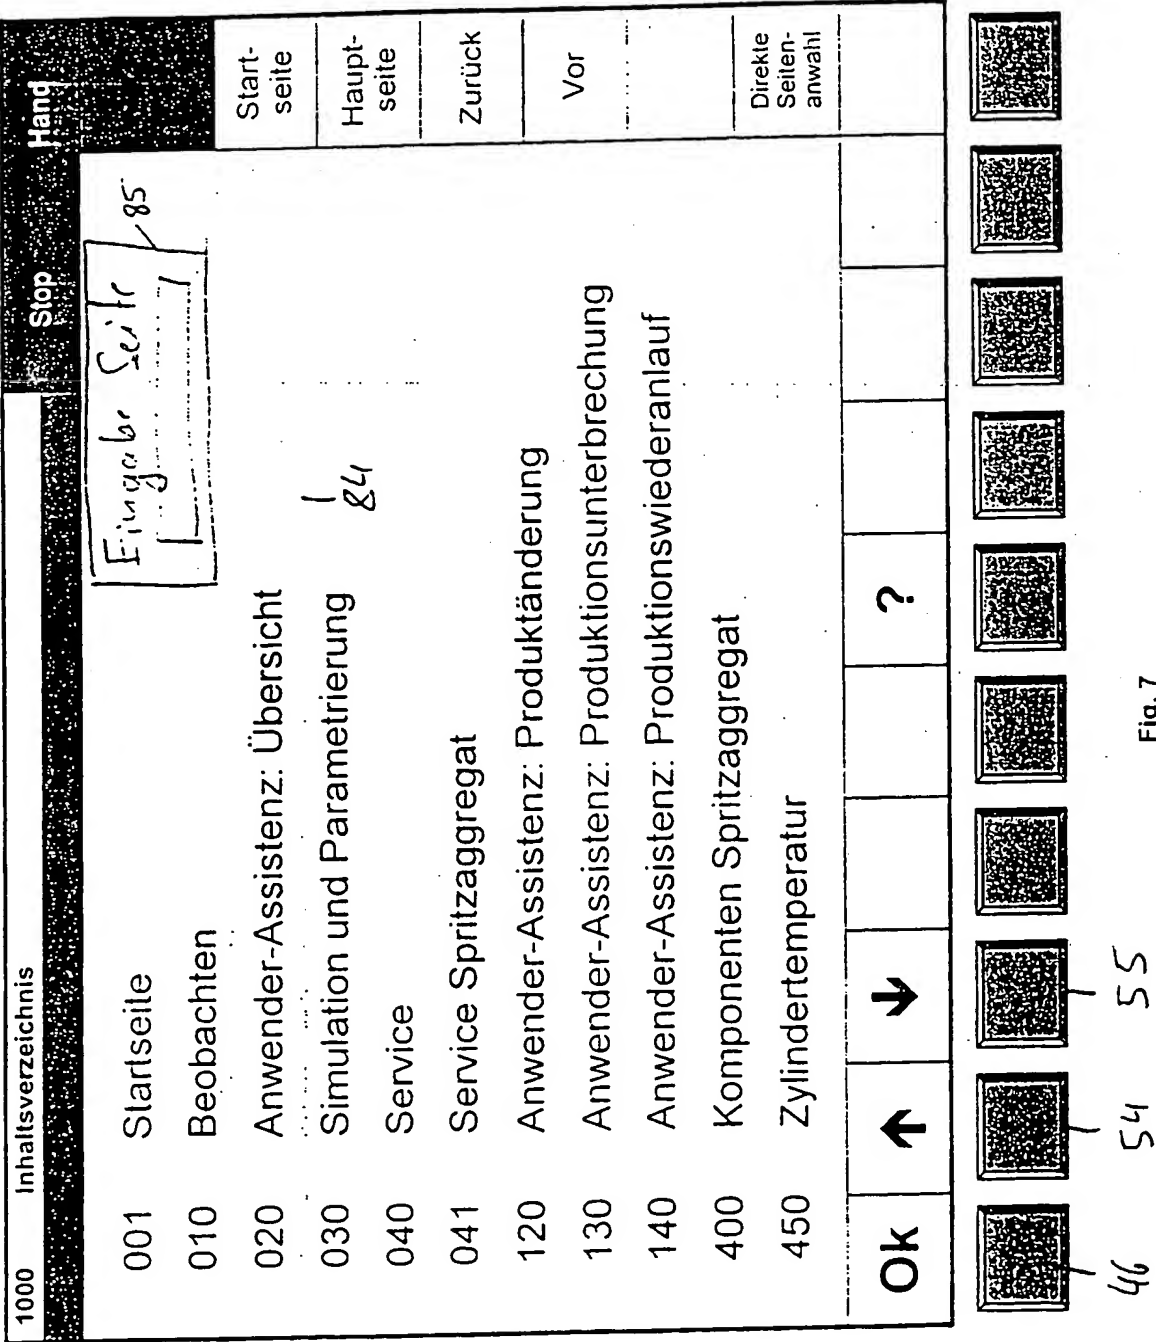 1000 Inhaltsverzeichnis Stop Hand
Eingabe Seite
85
001 Startseite
010 Beobachten
020 Anwender-Assistenz: Übersicht
030 Simulation und Parametrierung
84
040 Service
041 Service Spritzaggregat
120 Anwender-Assistenz: Produktänderung
130 Anwender-Assistenz: Produktionsunterbrechung
140 Anwender-Assistenz: Produktionswiederanlauf
400 Komponenten Spritzaggregat
450 Zylindertemperatur
Start-
seite
Haupt-
seite
Zurück
Vor
Direkte
Seiten-
anwahl
Ok ↑ ↓ ?
46 54 55
Fig. 7